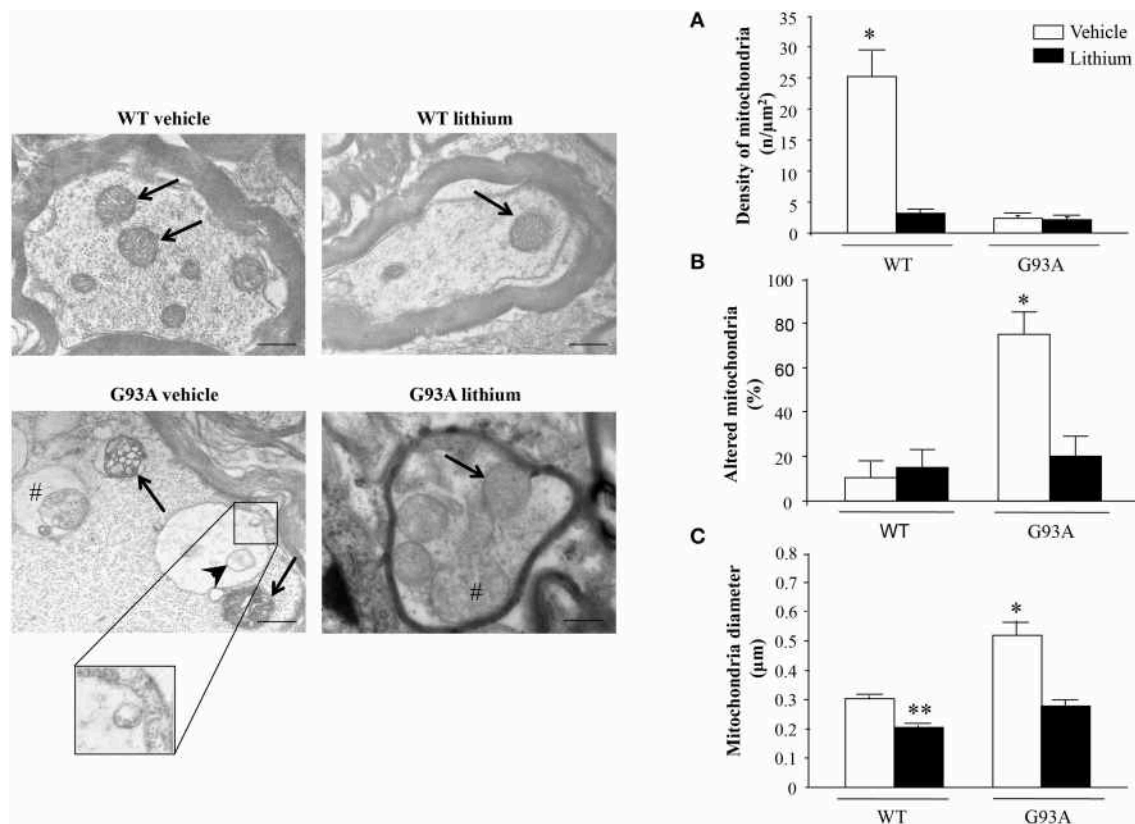 WT vehicle
WT lithium
G93A vehicle
#
G93A lithium
#
A
Density of mitochondria
(n/μm²)
35
30
25
20
15
10
5
0
*
Vehicle
Lithium
WT
G93A
B
Altered mitochondria
(%)
100
80
60
40
20
0
*
WT
G93A
C
Mitochondria diameter
(μm)
0.8
0.7
0.6
0.5
0.4
0.3
0.2
0.1
0
**
*
WT
G93A